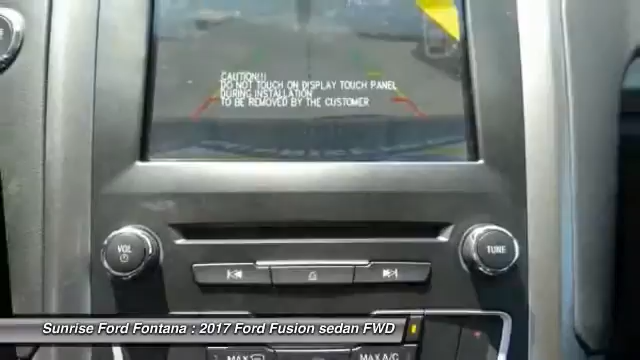 CAUTION!!!
DO NOT TOUCH ON DISPLAY TOUCH PANEL
DURING INSTALLATION
TO BE REMOVED BY THE CUSTOMER
VOL
TUNE
Sunrise Ford Fontana : 2017 Ford Fusion sedan FWD
MAX
MAX A/C